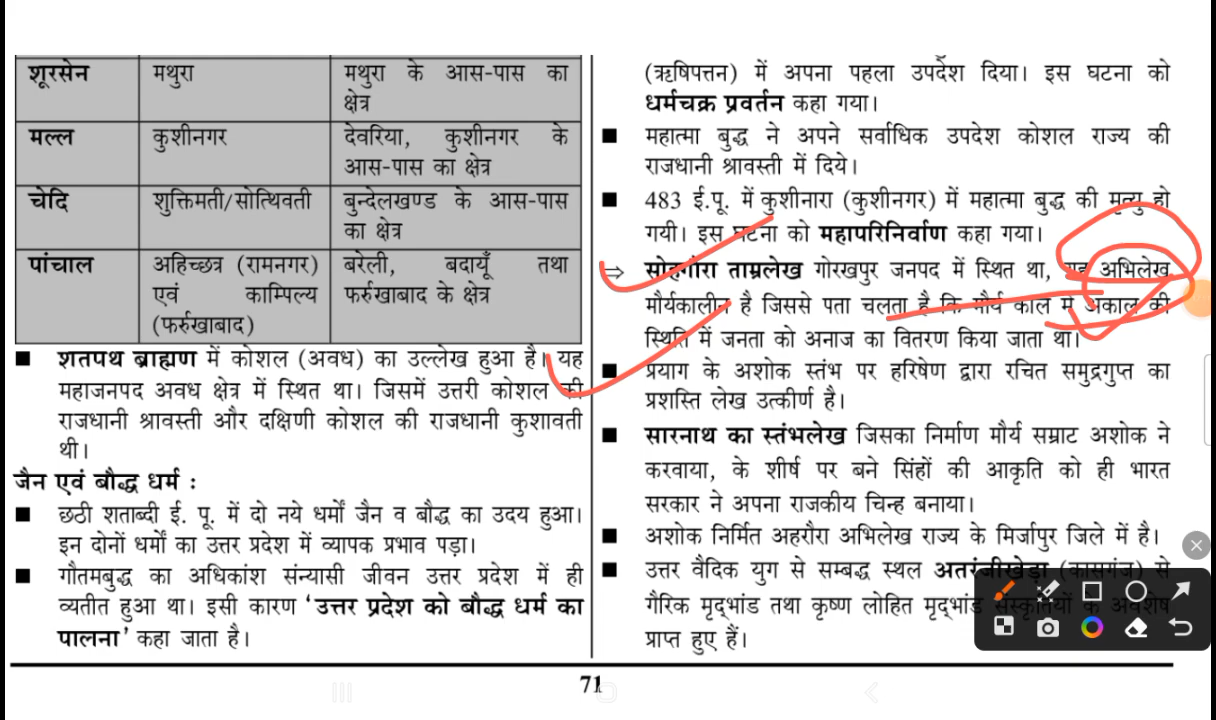 शूरसेन मथुरा मथुरा के आस-पास का
क्षेत्र
मल्ल कुशीनगर देवरिया, कुशीनगर के
आस-पास का क्षेत्र
चेदि शुक्तिमती/सोत्थिवती बुन्देलखण्ड के आस-पास
का क्षेत्र
पांचाल अहिच्छत्र (रामनगर) बरेली, बदायूँ तथा
एवं काम्पिल्य फर्रुखाबाद के क्षेत्र
(फर्रुखाबाद)
■ शतपथ ब्राह्मण में कोशल (अवध) का उल्लेख हुआ है। यह
महाजनपद अवध क्षेत्र में स्थित था। जिसमें उत्तरी कोशल की
राजधानी श्रावस्ती और दक्षिणी कोशल की राजधानी कुशावती
थी।
जैन एवं बौद्ध धर्म :
■ छठी शताब्दी ई. पू. में दो नये धर्मों जैन व बौद्ध का उदय हुआ।
इन दोनों धर्मों का उत्तर प्रदेश में व्यापक प्रभाव पड़ा।
■ गौतमबुद्ध का अधिकांश संन्यासी जीवन उत्तर प्रदेश में ही
व्यतीत हुआ था। इसी कारण 'उत्तर प्रदेश को बौद्ध धर्म का
पालना' कहा जाता है।
(ऋषिपत्तन) में अपना पहला उपदेश दिया। इस घटना को
धर्मचक्र प्रवर्तन कहा गया।
■ महात्मा बुद्ध ने अपने सर्वाधिक उपदेश कोशल राज्य की
राजधानी श्रावस्ती में दिये।
■ 483 ई.पू. में कुशीनारा (कुशीनगर) में महात्मा बुद्ध की मृत्यु हो
गयी। इस घटना को महापरिनिर्वाण कहा गया।
⇒ सोहगौरा ताम्रलेख गोरखपुर जनपद में स्थित था, यह अभिलेख
मौर्यकालीन है जिससे पता चलता है कि मौर्य काल में अकाल की
स्थिति में जनता को अनाज का वितरण किया जाता था।
■ प्रयाग के अशोक स्तंभ पर हरिषेण द्वारा रचित समुद्रगुप्त का
प्रशस्ति लेख उत्कीर्ण है।
■ सारनाथ का स्तंभलेख जिसका निर्माण मौर्य सम्राट अशोक ने
करवाया, के शीर्ष पर बने सिंहों की आकृति को ही भारत
सरकार ने अपना राजकीय चिन्ह बनाया।
■ अशोक निर्मित अहरौरा अभिलेख राज्य के मिर्जापुर जिले में है।
■ उत्तर वैदिक युग से सम्बद्ध स्थल अतरंजीखेड़ा (कासगंज) से
गैरिक मृद्भांड तथा कृष्ण लोहित मृद्भांड संस्कृतियों के अवशेष
प्राप्त हुए हैं।
71